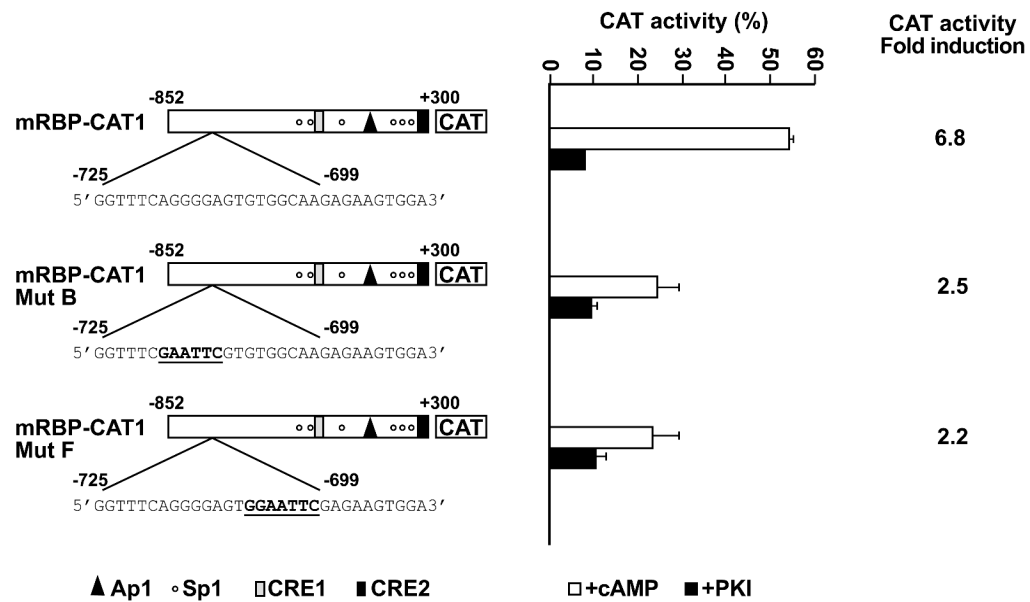 CAT activity (%)
CAT activity
Fold induction
0 10 20 30 40 50 60
-852 +300
mRBP-CAT1 CAT
6.8
-725 -699
5'GGTTTCAGGGGAGTGTGGCAAGAGAAGTGGA3'
-852 +300
mRBP-CAT1 CAT
Mut B
2.5
-725 -699
5'GGTTTCGAATTCGTGTGGCAAGAGAAGTGGA3'
-852 +300
mRBP-CAT1 CAT
Mut F
2.2
-725 -699
5'GGTTTCAGGGGAGTGGAATTCGAGAAGTGGA3'
Ap1 Sp1 CRE1 CRE2 +cAMP +PKI